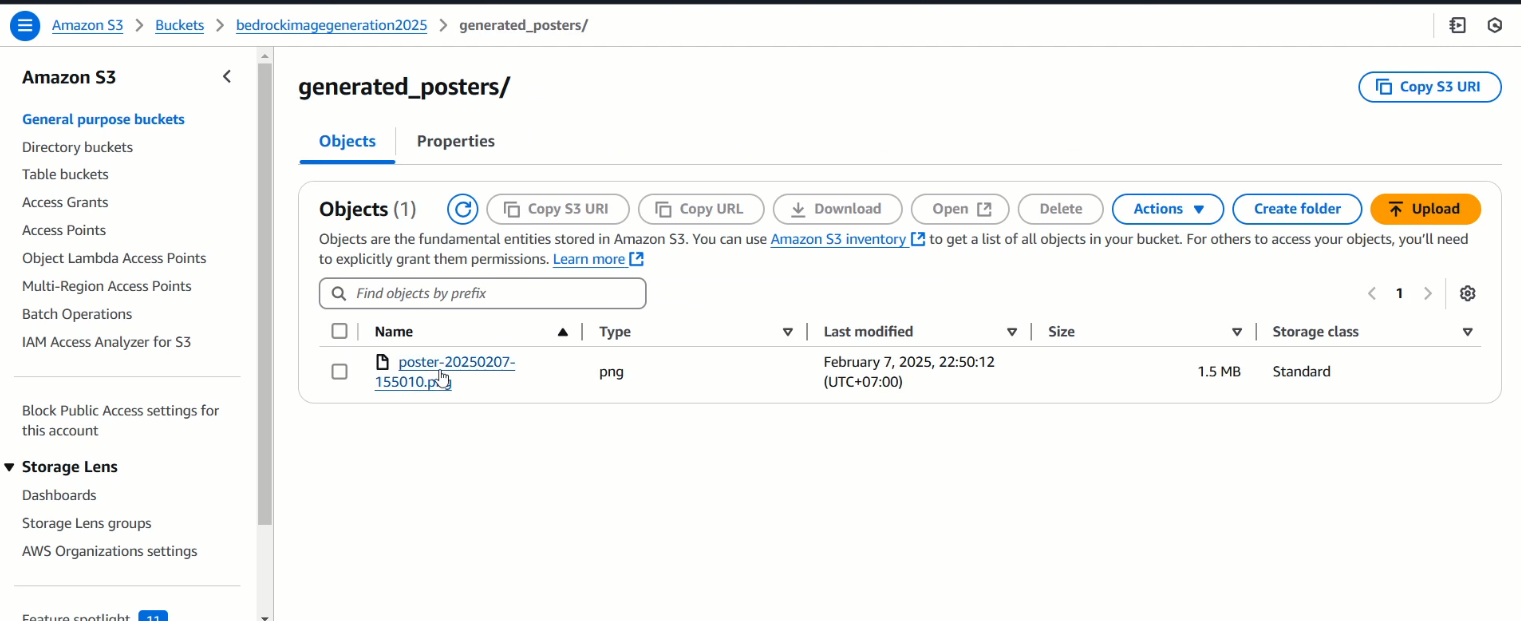 Amazon S3 > Buckets > bedrockimagegeneration2025 > generated_posters/
Amazon S3
General purpose buckets
Directory buckets
Table buckets
Access Grants
Access Points
Object Lambda Access Points
Multi-Region Access Points
Batch Operations
IAM Access Analyzer for S3
Block Public Access settings for
this account
Storage Lens
Dashboards
Storage Lens groups
AWS Organizations settings
Feature spotlight 11
generated_posters/
Copy S3 URI
Objects Properties
Objects (1) Copy S3 URI Copy URL Download Open Delete Actions Create folder Upload
Objects are the fundamental entities stored in Amazon S3. You can use Amazon S3 inventory to get a list of all objects in your bucket. For others to access your objects, you'll need
to explicitly grant them permissions. Learn more
Find objects by prefix
1
Name Type Last modified Size Storage class
poster-20250207- February 7, 2025, 22:50:12
png 1.5 MB Standard
155010.png (UTC+07:00)